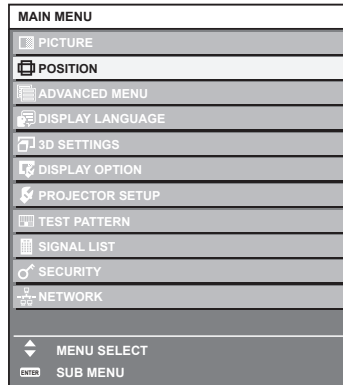 MAIN MENU
PICTURE
POSITION
ADVANCED MENU
DISPLAY LANGUAGE
3D SETTINGS
DISPLAY OPTION
PROJECTOR SETUP
TEST PATTERN
SIGNAL LIST
SECURITY
NETWORK
MENU SELECT
ENTER SUB MENU